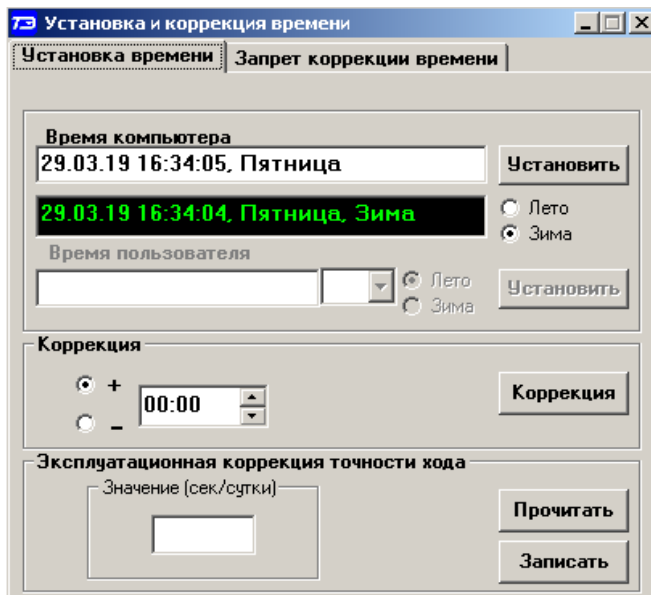 ТЭ Установка и коррекция времени
Установка времени Запрет коррекции времени
Время компьютера
29.03.19 16:34:05, Пятница Установить
29.03.19 16:34:04, Пятница, Зима
Лето
Зима
Время пользователя
Лето
Зима
Установить
Коррекция
+
00:00
−
Коррекция
Эксплуатационная коррекция точности хода
Значение (сек/сутки)
Прочитать
Записать